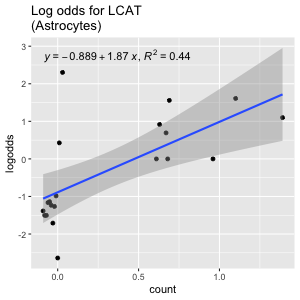 Log odds for LCAT
(Astrocytes)
y = −0.889 + 1.87 x, R² = 0.44
3
2
1
0
-1
-2
logodds
0.0 0.5 1.0
count